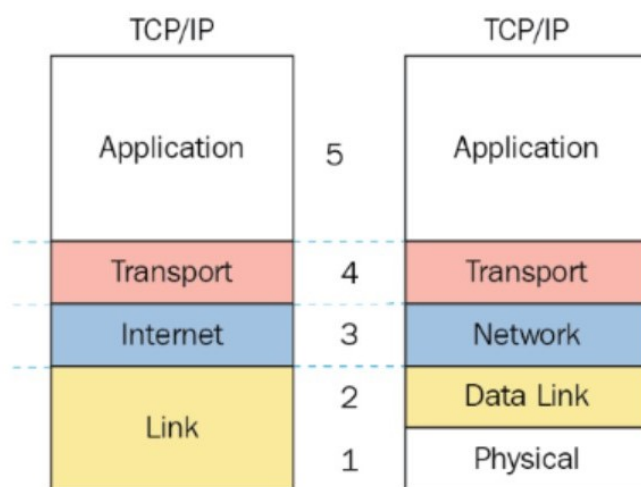 TCP/IP TCP/IP
Application 5 Application
Transport 4 Transport
Internet 3 Network
2 Data Link
Link
1 Physical